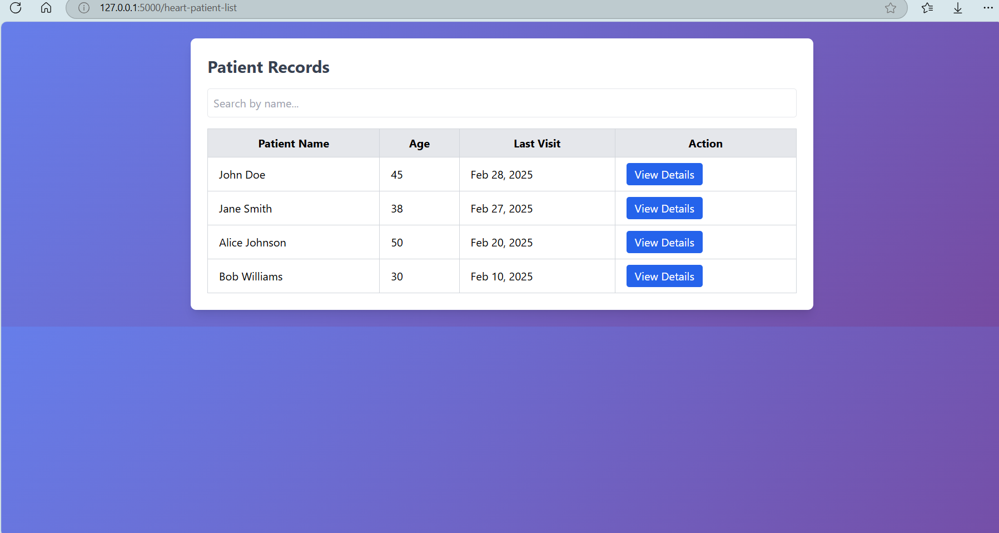 127.0.0.1:5000/heart-patient-list
Patient Records
Search by name...
Patient Name Age Last Visit Action
John Doe 45 Feb 28, 2025 View Details
Jane Smith 38 Feb 27, 2025 View Details
Alice Johnson 50 Feb 20, 2025 View Details
Bob Williams 30 Feb 10, 2025 View Details